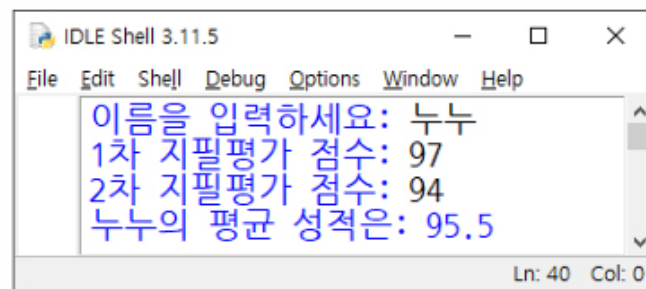 IDLE Shell 3.11.5
File Edit Shell Debug Options Window Help
이름을 입력하세요: 누누
1차 지필평가 점수: 97
2차 지필평가 점수: 94
누누의 평균 성적은: 95.5
Ln: 40 Col: 0